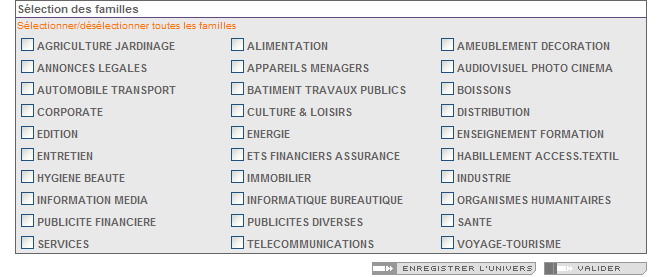 Sélection des familles
Sélectionner/désélectionner toutes les familles
AGRICULTURE JARDINAGE ALIMENTATION AMEUBLEMENT DECORATION
ANNONCES LEGALES APPAREILS MENAGERS AUDIOVISUEL PHOTO CINEMA
AUTOMOBILE TRANSPORT BATIMENT TRAVAUX PUBLICS BOISSONS
CORPORATE CULTURE & LOISIRS DISTRIBUTION
EDITION ENERGIE ENSEIGNEMENT FORMATION
ENTRETIEN ETS FINANCIERS ASSURANCE HABILLEMENT ACCESS.TEXTIL
HYGIENE BEAUTE IMMOBILIER INDUSTRIE
INFORMATION MEDIA INFORMATIQUE BUREAUTIQUE ORGANISMES HUMANITAIRES
PUBLICITE FINANCIERE PUBLICITES DIVERSES SANTE
SERVICES TELECOMMUNICATIONS VOYAGE-TOURISME
ENREGISTRER L'UNIVERS VALIDER